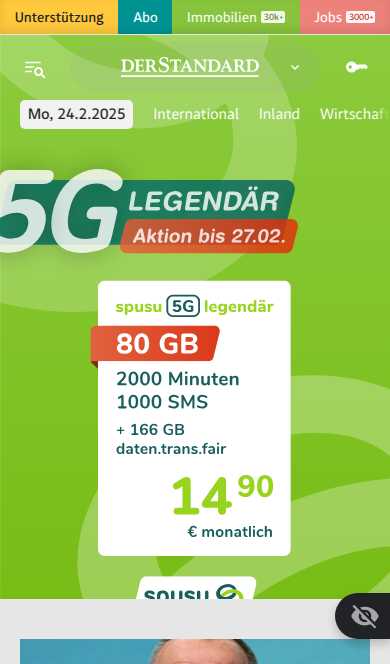 Unterstützung Abo Immobilien 30k+ Jobs 3000+
DERSTANDARD
Mo, 24.2.2025 International Inland Wirtschaft
5G LEGENDÄR
Aktion bis 27.02.
spusu 5G legendär
80 GB
2000 Minuten
1000 SMS
+ 166 GB
daten.trans.fair
14 90
€ monatlich
spusu